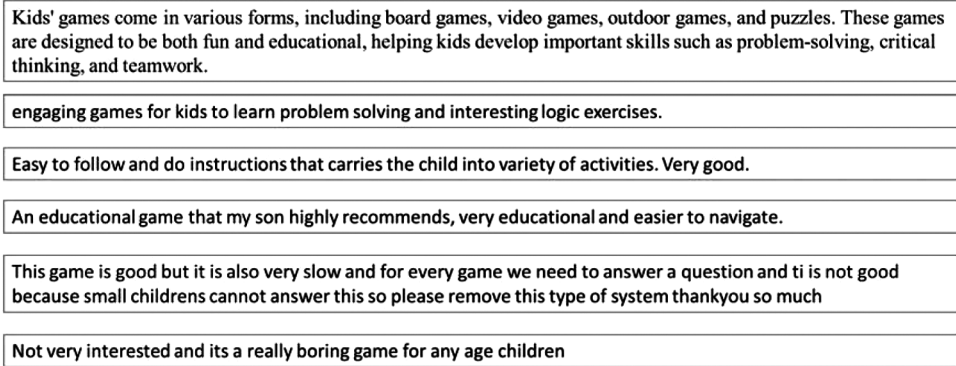 Kids' games come in various forms, including board games, video games, outdoor games, and puzzles. These games
are designed to be both fun and educational, helping kids develop important skills such as problem-solving, critical
thinking, and teamwork.
engaging games for kids to learn problem solving and interesting logic exercises.
Easy to follow and do instructions that carries the child into variety of activities. Very good.
An educational game that my son highly recommends, very educational and easier to navigate.
This game is good but it is also very slow and for every game we need to answer a question and ti is not good
because small childrens cannot answer this so please remove this type of system thankyou so much
Not very interested and its a really boring game for any age children